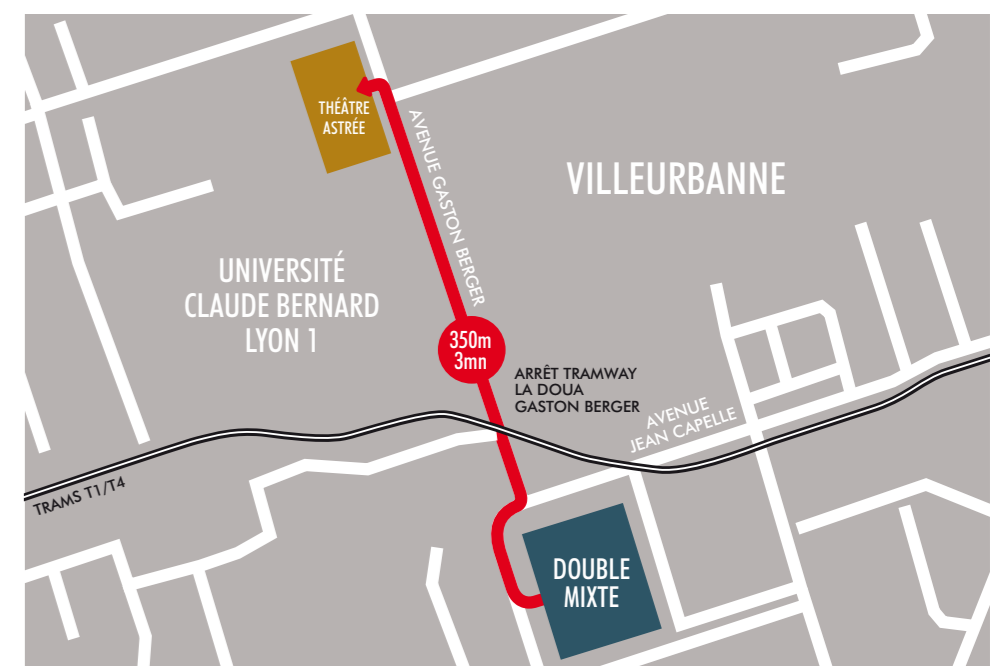 THÉÂTRE
ASTRÉE
AVENUE GASTON BERGER
VILLEURBANNE
UNIVERSITÉ
CLAUDE BERNARD
LYON 1
350m
3mn
ARRÊT TRAMWAY
LA DOUA
GASTON BERGER
AVENUE
JEAN CAPELLE
TRAMS T1/T4
DOUBLE
MIXTE